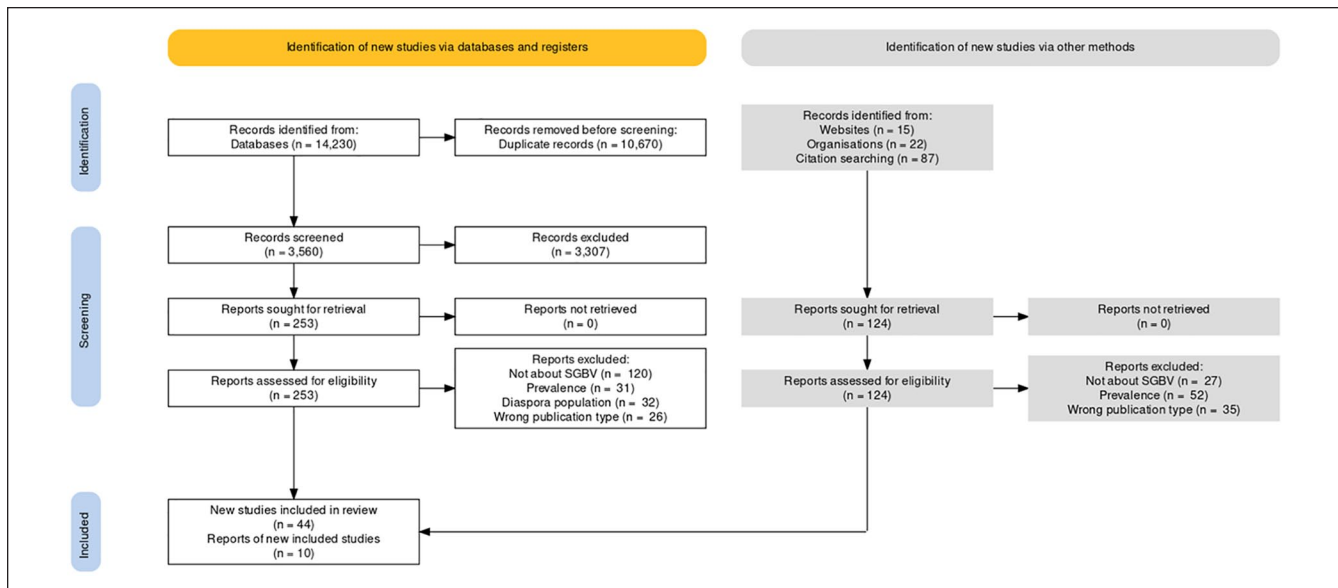 Identification of new studies via databases and registers
Identification of new studies via other methods
Identification
Records identified from:
Databases (n = 14,230)
Records removed before screening:
Duplicate records (n = 10,670)
Records identified from:
Websites (n = 15)
Organisations (n = 22)
Citation searching (n = 87)
Screening
Records screened
(n = 3,560)
Records excluded
(n = 3,307)
Reports sought for retrieval
(n = 253)
Reports not retrieved
(n = 0)
Reports sought for retrieval
(n = 124)
Reports not retrieved
(n = 0)
Reports assessed for eligibility
(n = 253)
Reports excluded:
Not about SGBV (n = 120)
Prevalence (n = 31)
Diaspora population (n = 32)
Wrong publication type (n = 26)
Reports assessed for eligibility
(n = 124)
Reports excluded:
Not about SGBV (n = 27)
Prevalence (n = 52)
Wrong publication type (n = 35)
Included
New studies included in review
(n = 44)
Reports of new included studies
(n = 10)